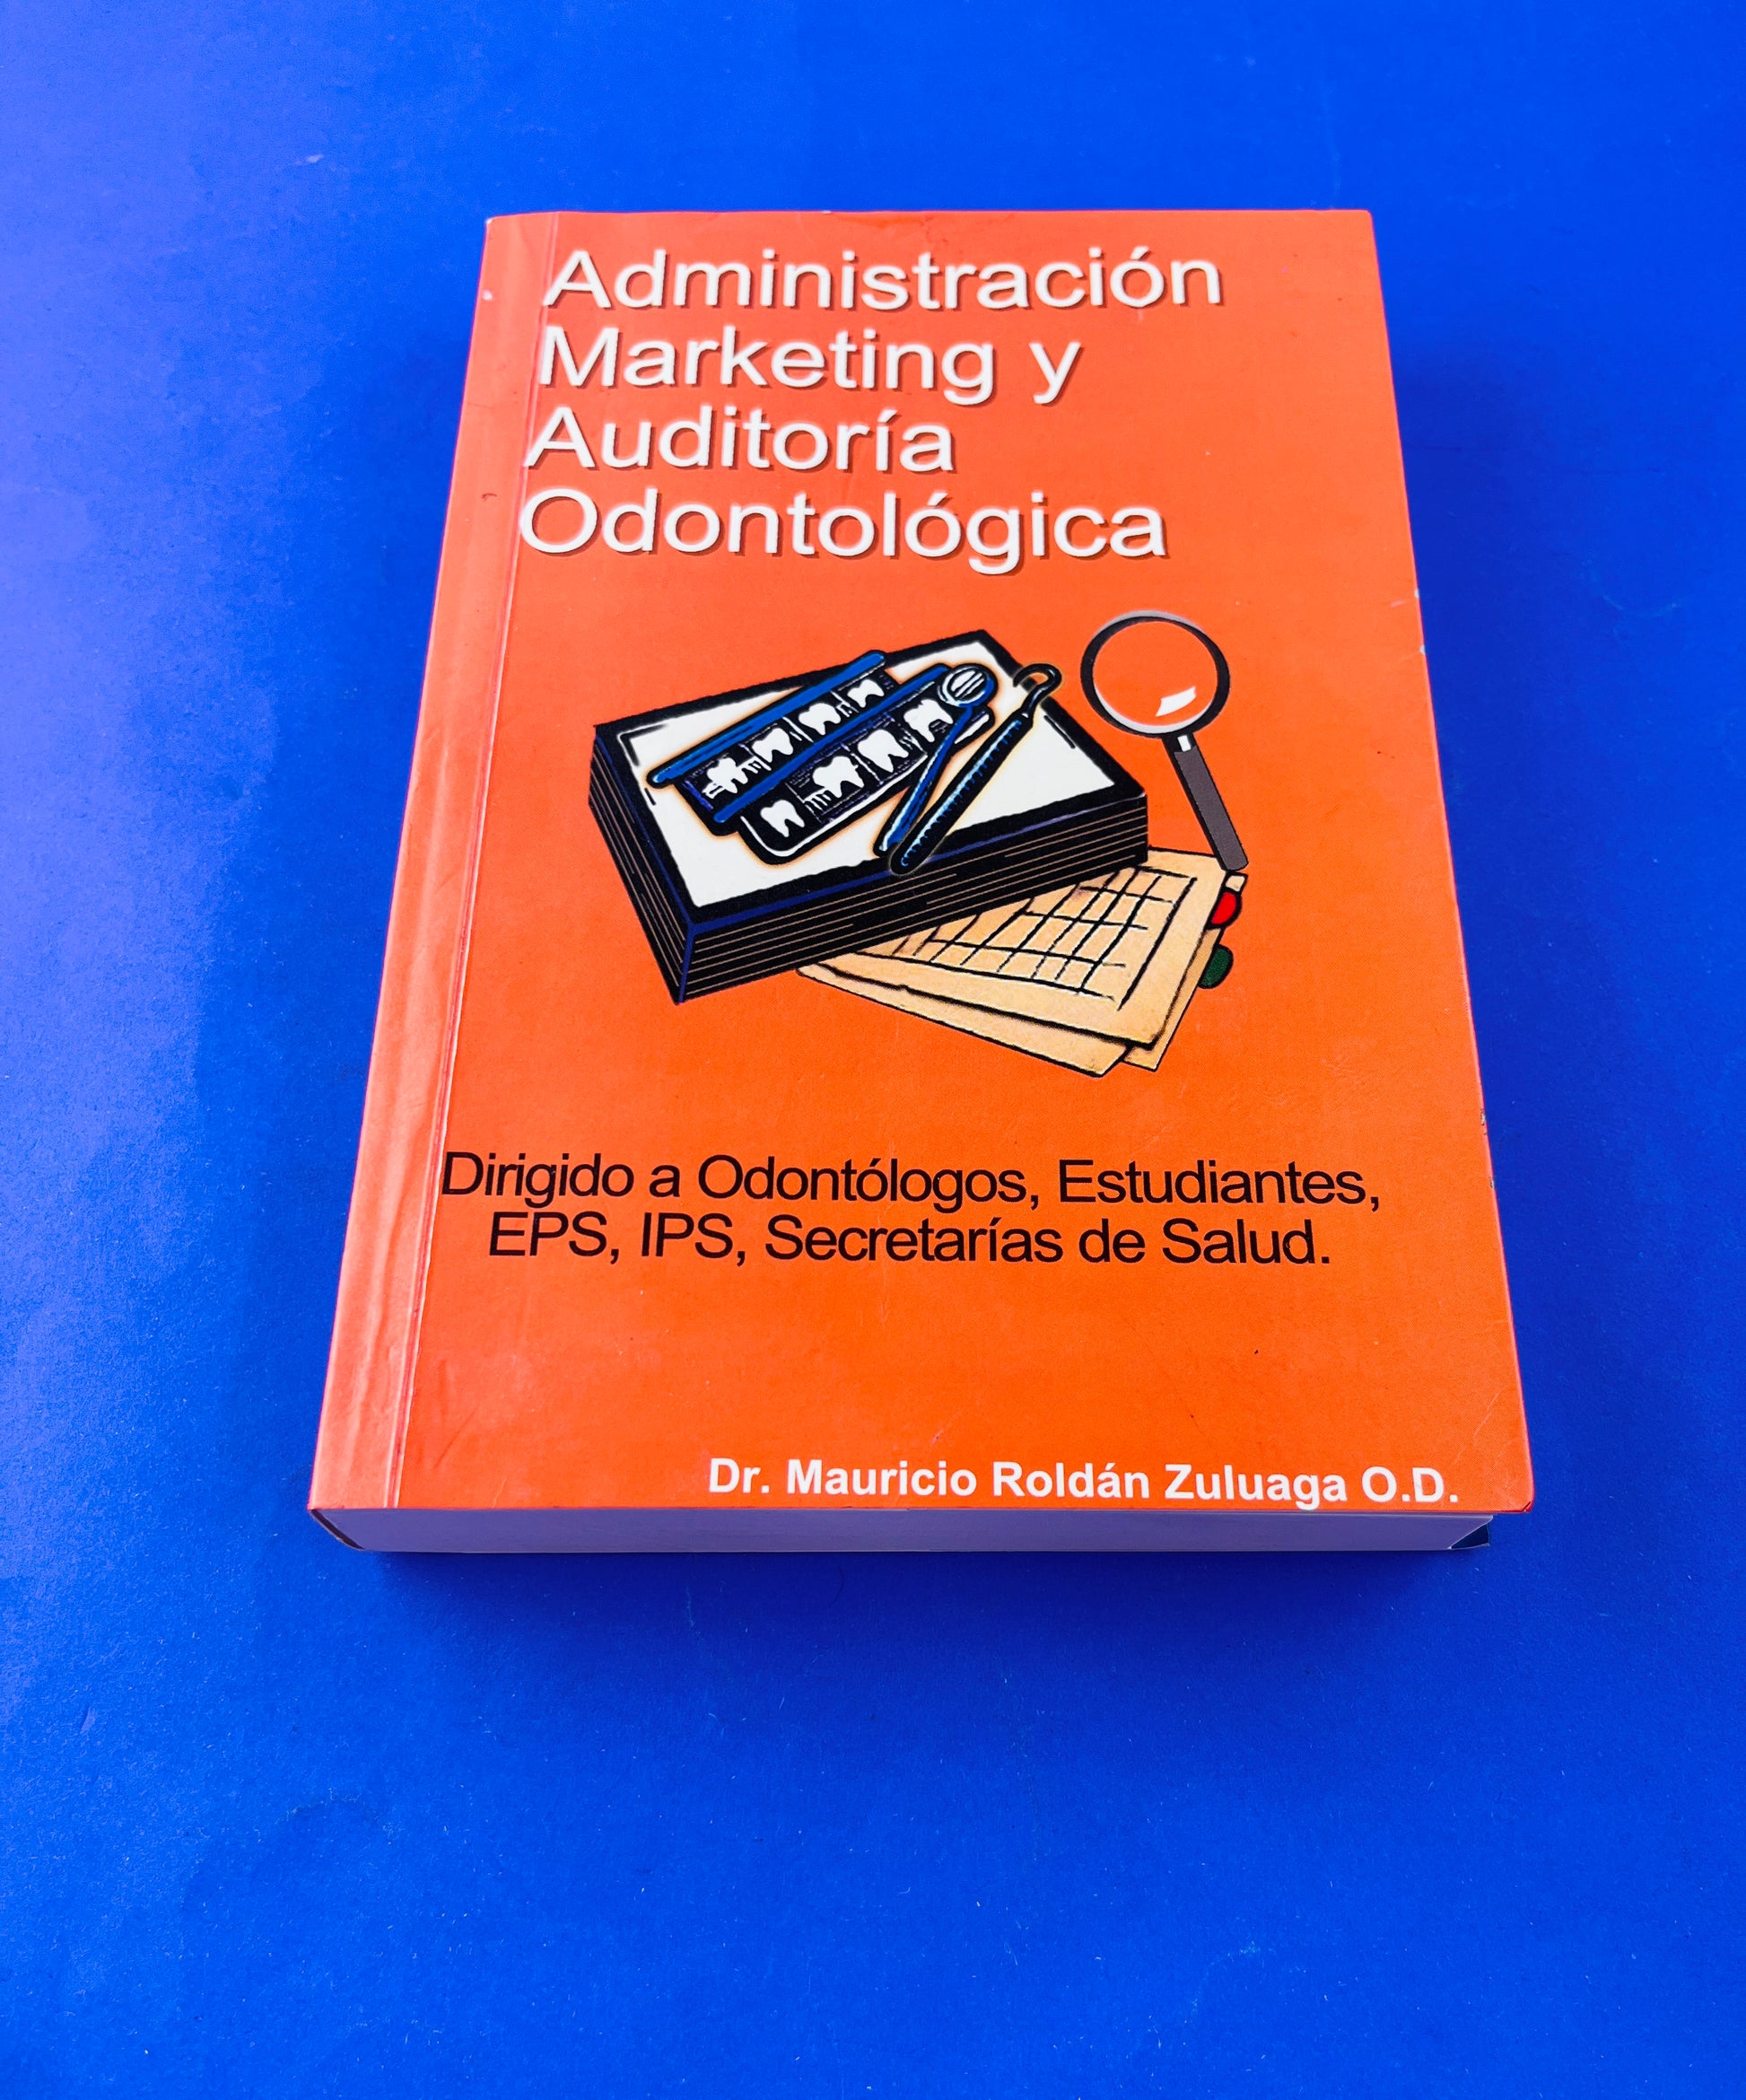 Administración
Marketing y
Auditoría
Odontológica
Dirigido a Odontólogos, Estudiantes,
EPS, IPS, Secretarías de Salud.
Dr. Mauricio Roldán Zuluaga O.D.